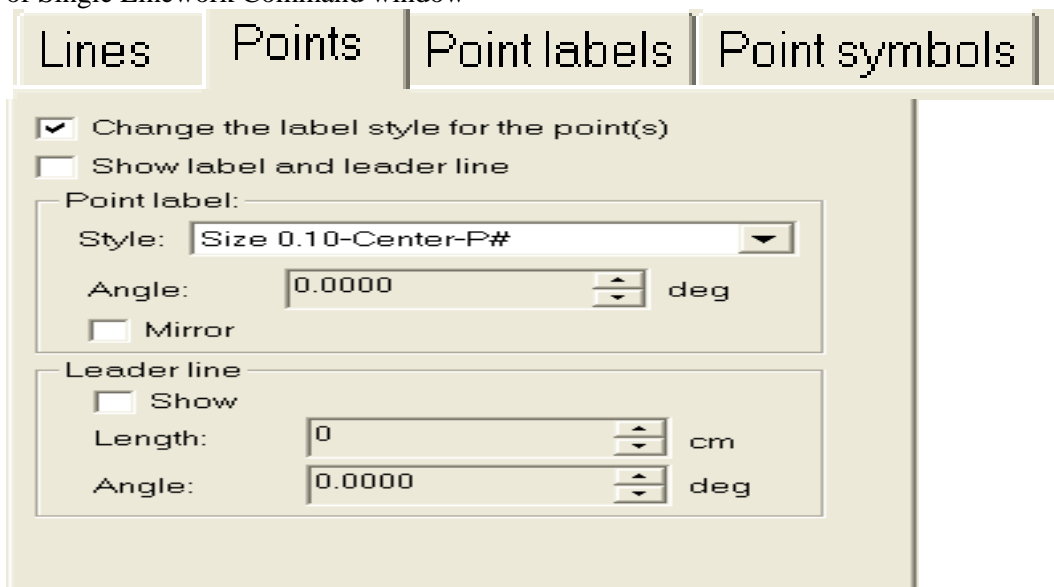 of Single Linework Command window
Lines Points Point labels Point symbols
Change the label style for the point(s)
Show label and leader line
Point label:
Style: Size 0.10-Center-P#
Angle: 0.0000 deg
Mirror
Leader line
Show
Length: 0 cm
Angle: 0.0000 deg